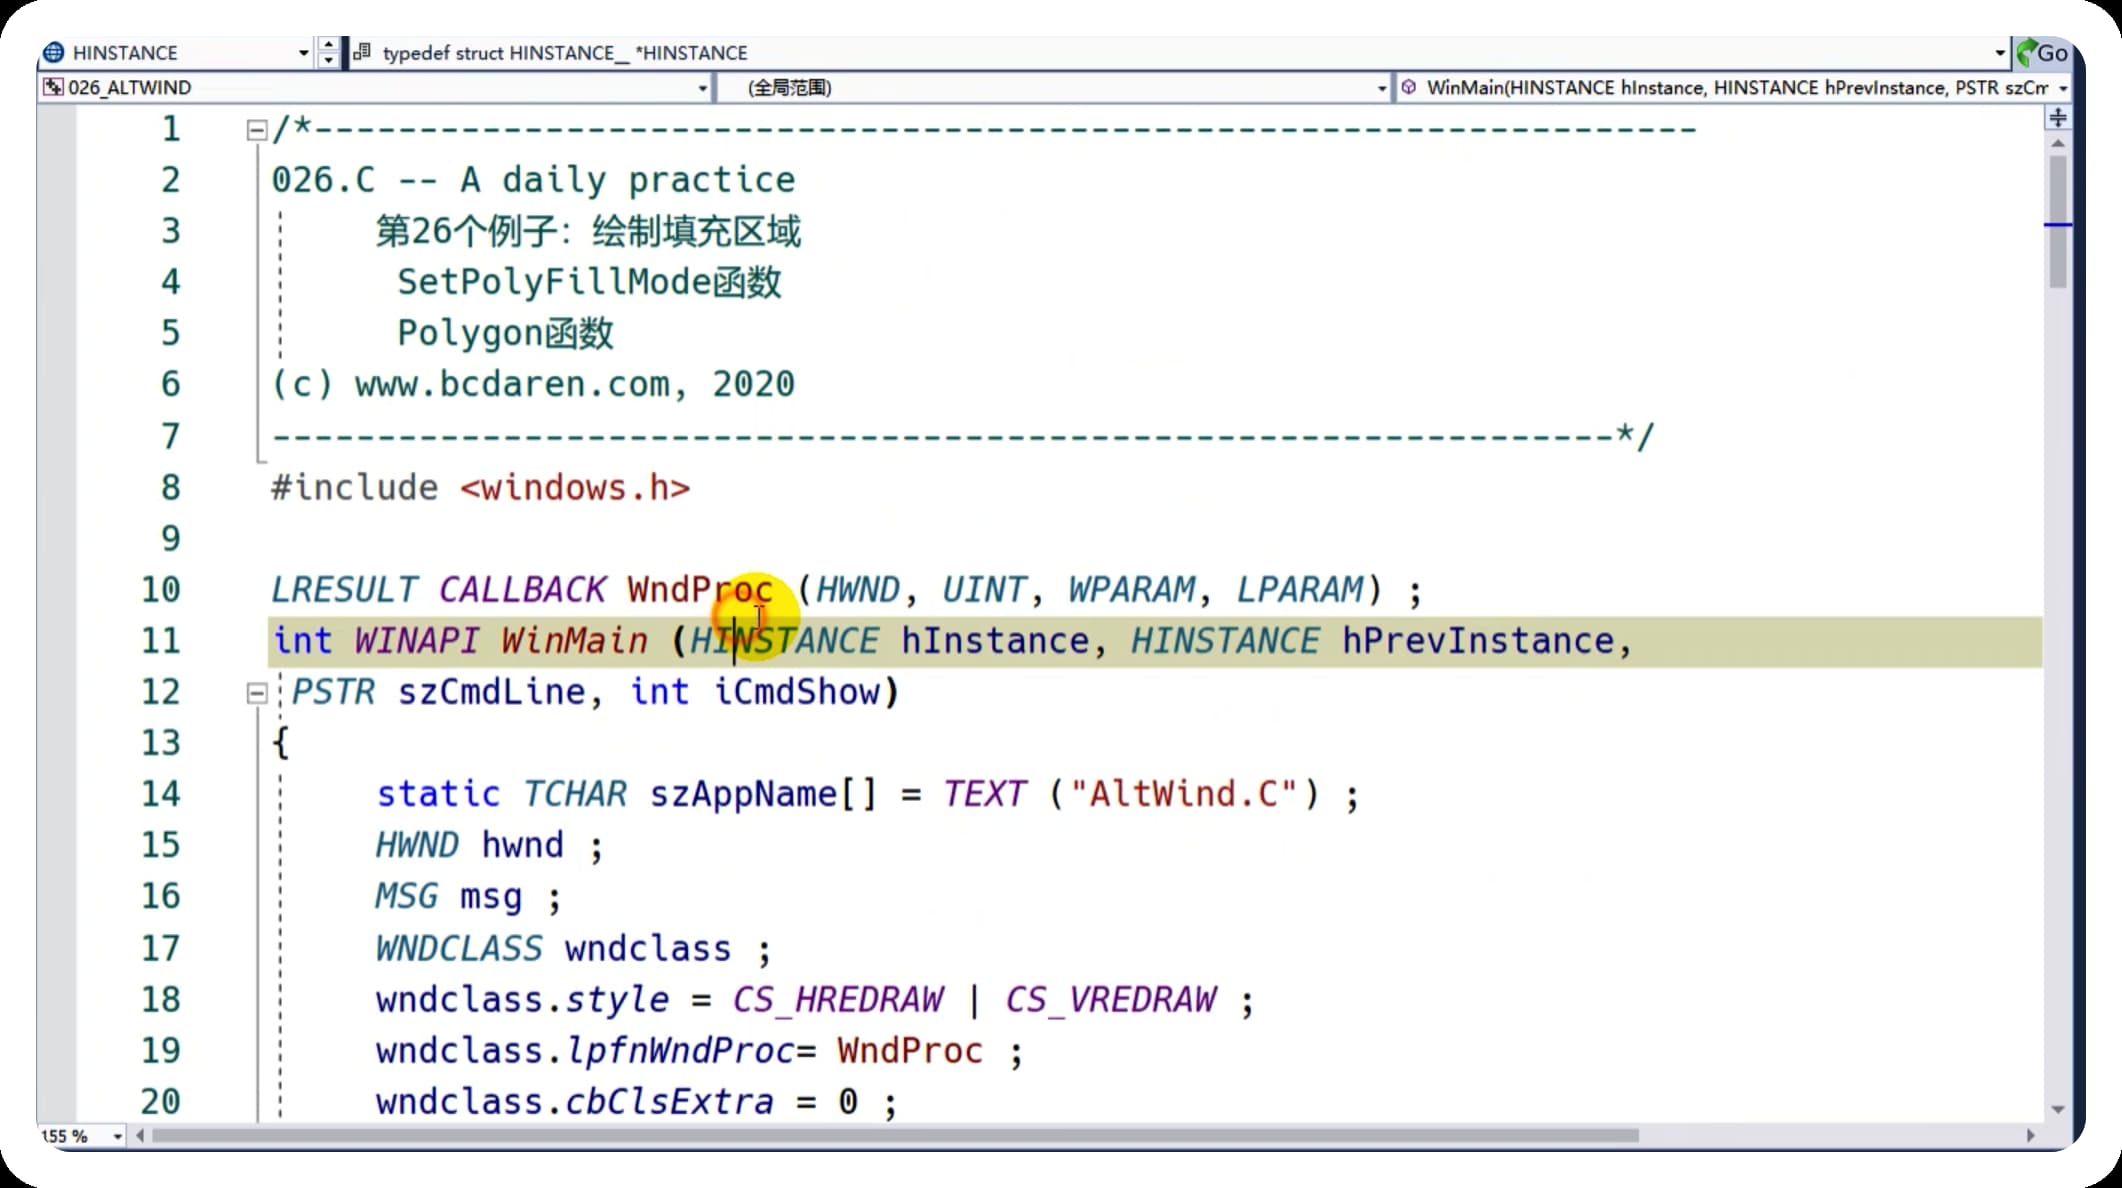 HINSTANCE typedef struct HINSTANCE__ *HINSTANCE Go
026_ALTWIND (全局范围) WinMain(HINSTANCE hInstance, HINSTANCE hPrevInstance, PSTR szCm
1 /*------------------------------------------------------------------
2 026.C -- A daily practice
3 第26个例子：绘制填充区域
4 SetPolyFillMode函数
5 Polygon函数
6 (c) www.bcdaren.com, 2020
7 ----------------------------------------------------------------*/
8 #include <windows.h>
9
10 LRESULT CALLBACK WndProc (HWND, UINT, WPARAM, LPARAM) ;
11 int WINAPI WinMain (HINSTANCE hInstance, HINSTANCE hPrevInstance,
12 PSTR szCmdLine, int iCmdShow)
13 {
14 static TCHAR szAppName[] = TEXT ("AltWind.C") ;
15 HWND hwnd ;
16 MSG msg ;
17 WNDCLASS wndclass ;
18 wndclass.style = CS_HREDRAW | CS_VREDRAW ;
19 wndclass.lpfnWndProc= WndProc ;
20 wndclass.cbClsExtra = 0 ;
155 %